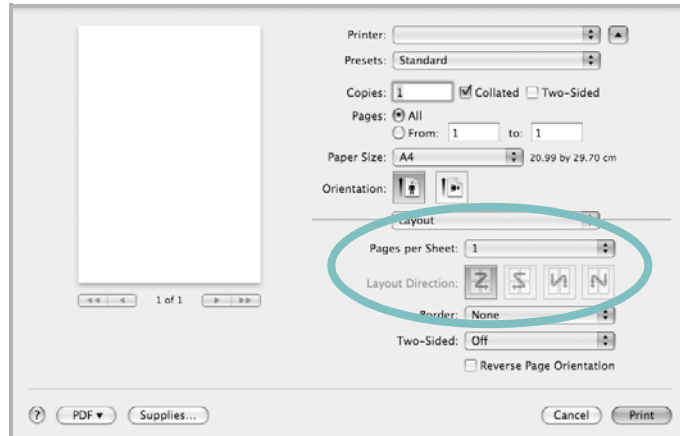 Printer:
Presets: Standard
Copies: 1 Collated Two-Sided
Pages: All
From: 1 to: 1
Paper Size: A4 20.99 by 29.70 cm
Orientation:
Layout
Pages per Sheet: 1
Layout Direction:
1 of 1
Border: None
Two-Sided: Off
Reverse Page Orientation
? PDF▼ Supplies... Cancel Print